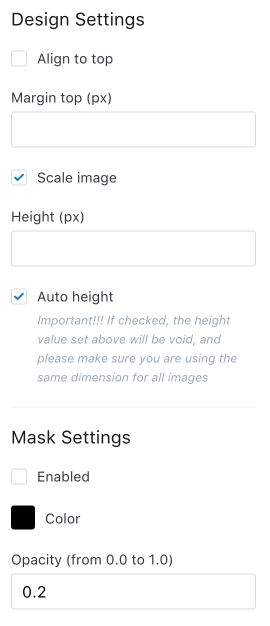 Design Settings
Align to top
Margin top (px)
Scale image
Height (px)
Auto height
Important!!! If checked, the height
value set above will be void, and
please make sure you are using the
same dimension for all images
Mask Settings
Enabled
Color
Opacity (from 0.0 to 1.0)
0.2